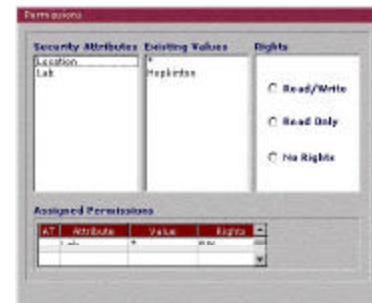 Permissions
Security Attributes Existing Values Rights
Location *
Lab Hopkinton
Read/Write
Read Only
No Rights
Assigned Permissions
AT Attribute Value Rights
Lab *